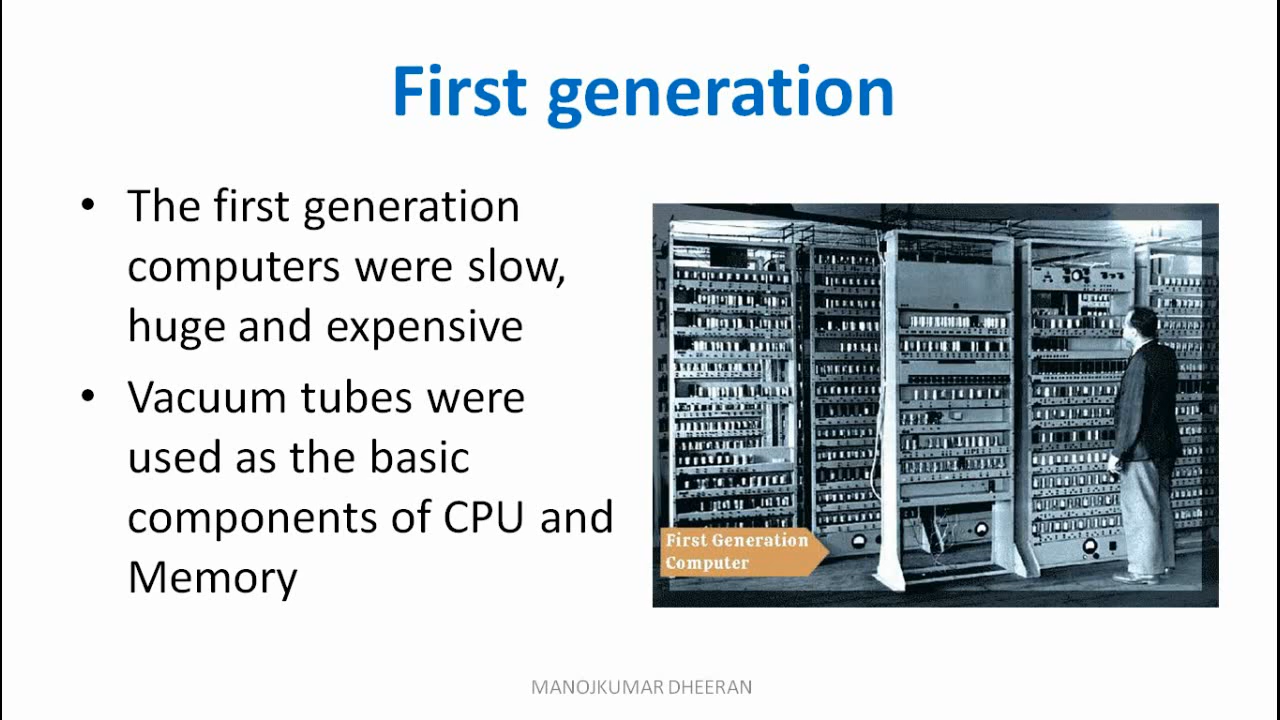 First generation
• The first generation
computers were slow,
huge and expensive
• Vacuum tubes were
used as the basic
components of CPU and
Memory
First Generation
Computer
MANOJKUMAR DHEERAN